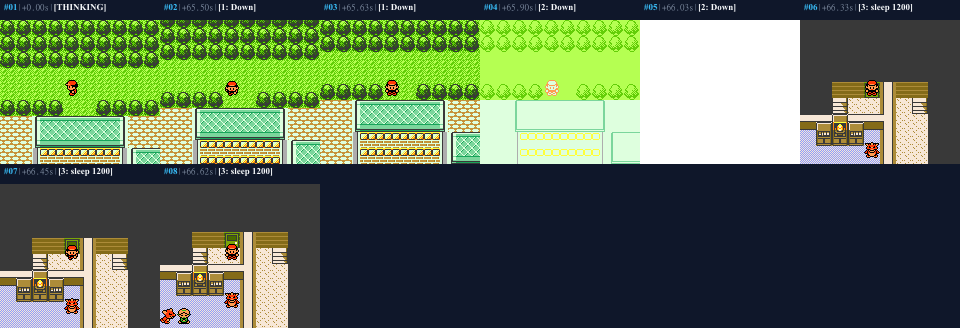 #01|+0.00s|[THINKING]
#02|+65.50s|[1: Down]
#03|+65.63s|[1: Down]
#04|+65.90s|[2: Down]
#05|+66.03s|[2: Down]
#06|+66.33s|[3: sleep 1200]
#07|+66.45s|[3: sleep 1200]
#08|+66.62s|[3: sleep 1200]